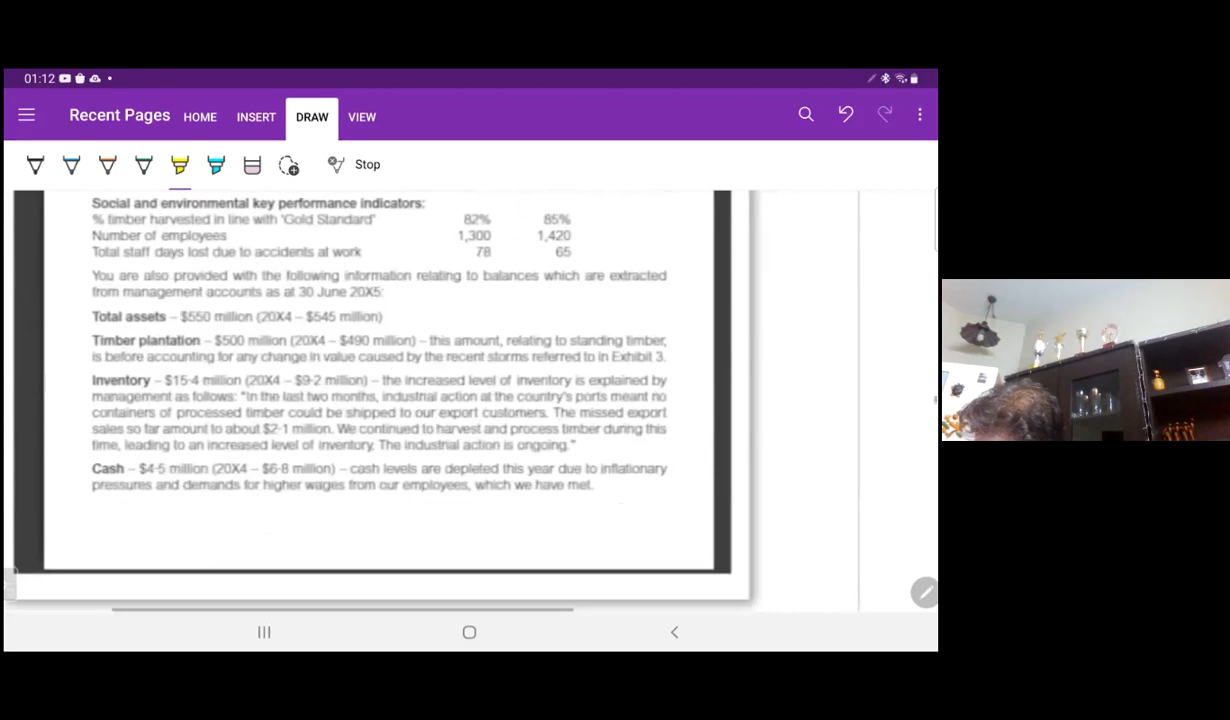 01:12
Recent Pages HOME INSERT DRAW VIEW
Stop
Social and environmental key performance indicators:
% timber harvested in line with 'Gold Standard' 82% 85%
Number of employees 1,300 1,420
Total staff days lost due to accidents at work 78 65
You are also provided with the following information relating to balances which are extracted
from management accounts as at 30 June 20X5:
Total assets – $550 million (20X4 – $545 million)
Timber plantation – $500 million (20X4 – $490 million) – this amount, relating to standing timber,
is before accounting for any change in value caused by the recent storms referred to in Exhibit 3.
Inventory – $15·4 million (20X4 – $9·2 million) – the increased level of inventory is explained by
management as follows: "In the last two months, industrial action at the country's ports meant no
containers of processed timber could be shipped to our export customers. The missed export
sales so far amount to about $2·1 million. We continued to harvest and process timber during this
time, leading to an increased level of inventory. The industrial action is ongoing."
Cash – $4·5 million (20X4 – $6·8 million) – cash levels are depleted this year due to inflationary
pressures and demands for higher wages from our employees, which we have met.